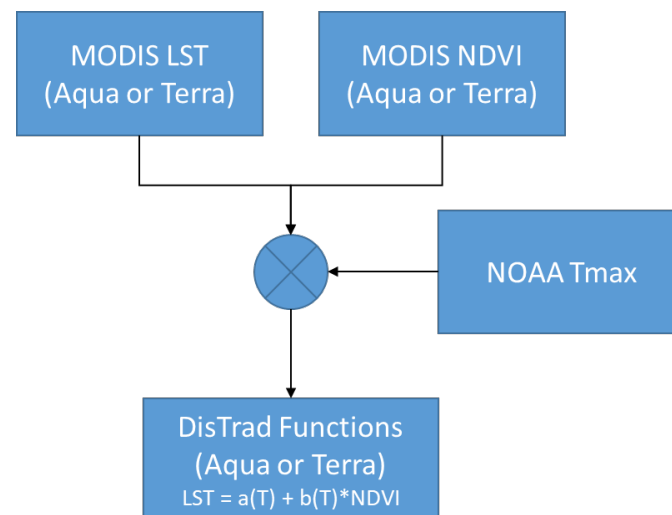 MODIS LST
(Aqua or Terra)
MODIS NDVI
(Aqua or Terra)
NOAA Tmax
DisTrad Functions
(Aqua or Terra)
LST = a(T) + b(T)*NDVI